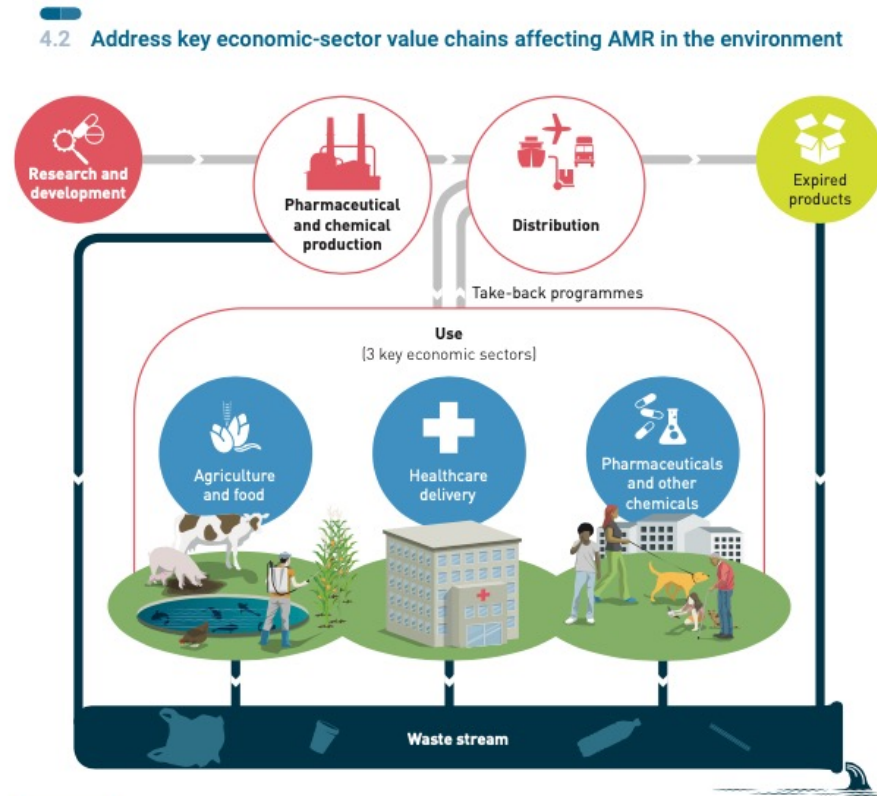 4.2 Address key economic-sector value chains affecting AMR in the environment
Research and
development
Pharmaceutical
and chemical
production
Distribution
Expired
products
Take-back programmes
Use
(3 key economic sectors)
Agriculture
and food
Healthcare
delivery
Pharmaceuticals
and other
chemicals
Waste stream